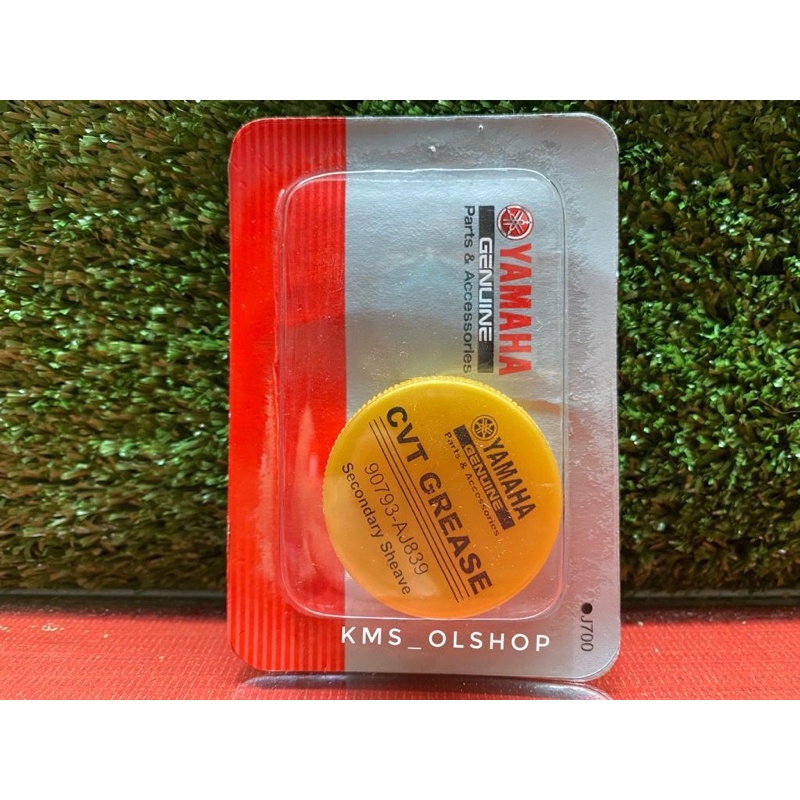 YAMAHA
GENUINE
Parts & Accessories
YAMAHA
GENUINE
Parts & Accessories
CVT GREASE
90793-AJ839
Secondary Sheave
KMS_OLSHOP
●J700